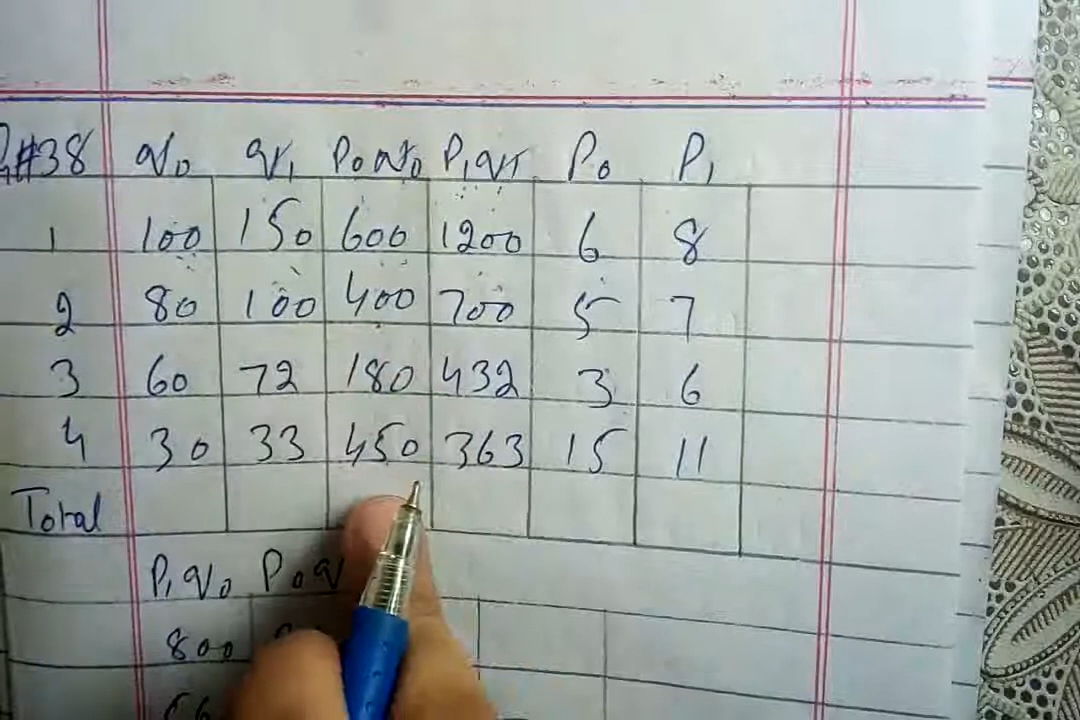 Q#38 q0 q1 P0q0 P1q1 P0 P1
1 100 150 600 1200 6 8
2 80 100 400 700 5 7
3 60 72 180 432 3 6
4 30 33 450 363 15 11
Total
P1q0 P0q
800